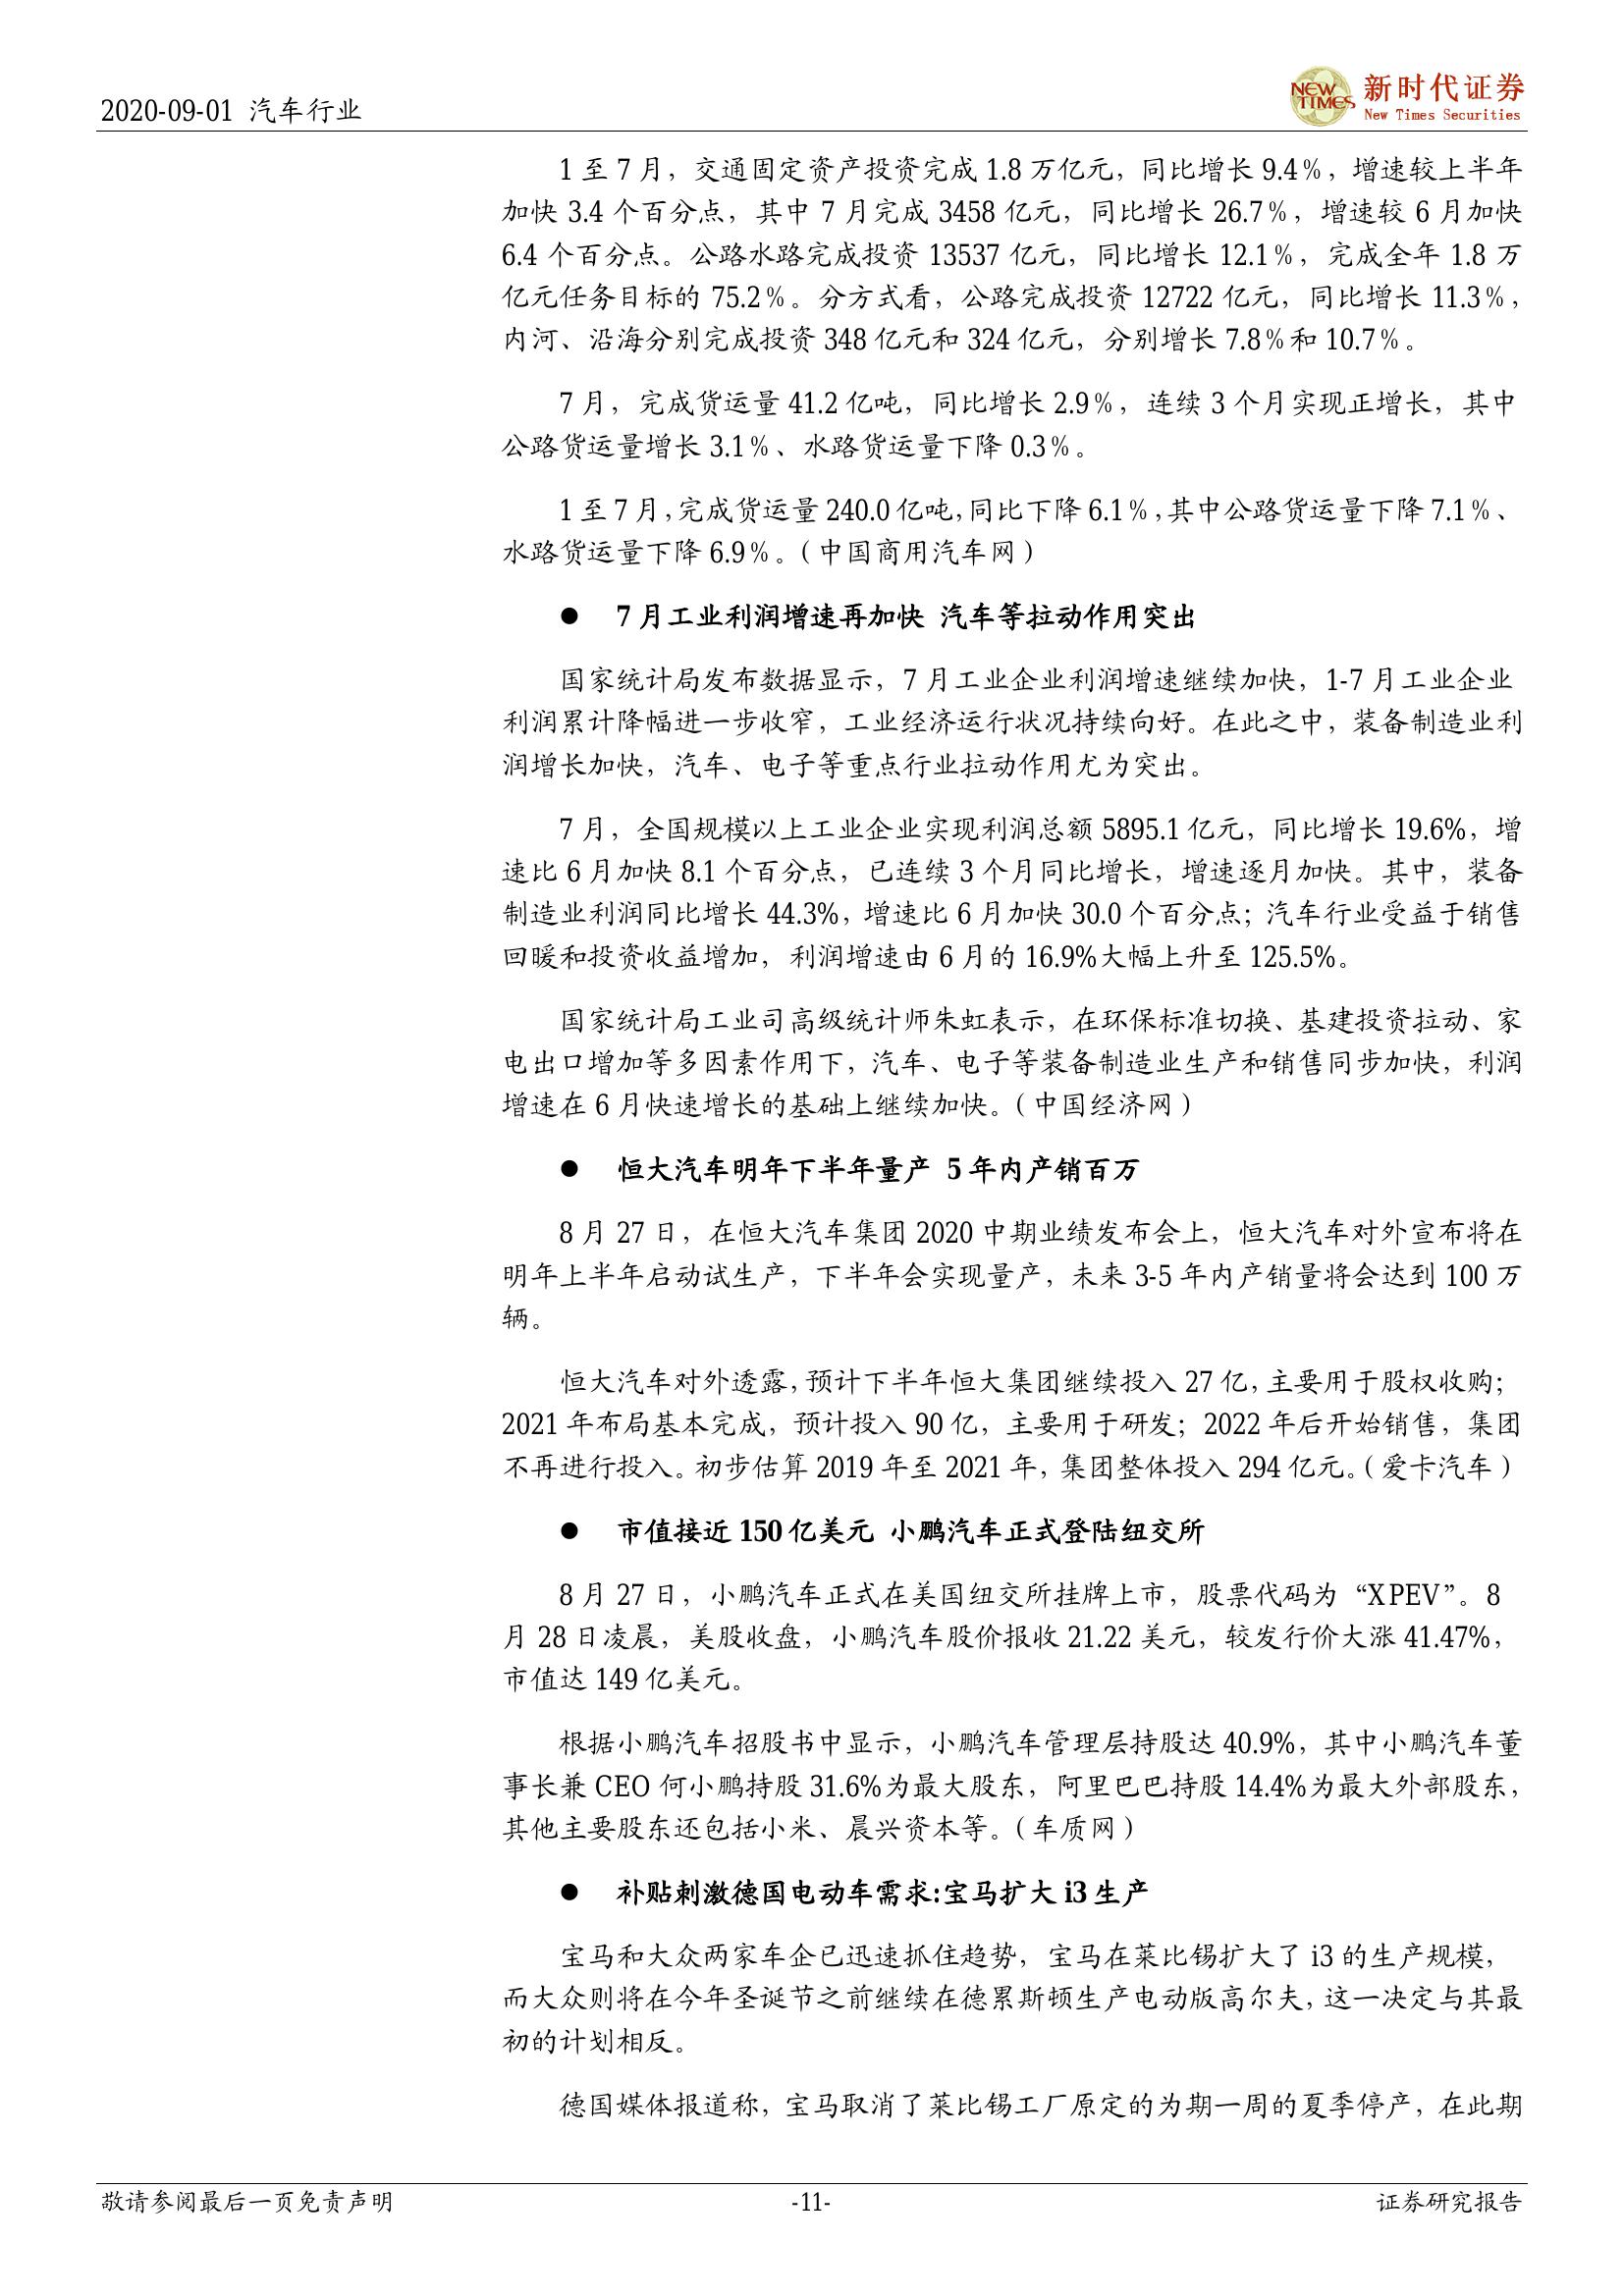 2020-09-01 汽车行业
NEW TIMES
新时代证券
New Times Securities
1 至 7 月，交通固定资产投资完成 1.8 万亿元，同比增长 9.4％，增速较上半年
加快 3.4 个百分点，其中 7 月完成 3458 亿元，同比增长 26.7％，增速较 6 月加快
6.4 个百分点。公路水路完成投资 13537 亿元，同比增长 12.1％，完成全年 1.8 万
亿元任务目标的 75.2％。分方式看，公路完成投资 12722 亿元，同比增长 11.3％，
内河、沿海分别完成投资 348 亿元和 324 亿元，分别增长 7.8％和 10.7％。
7 月，完成货运量 41.2 亿吨，同比增长 2.9％，连续 3 个月实现正增长，其中
公路货运量增长 3.1％、水路货运量下降 0.3％。
1 至 7 月，完成货运量 240.0 亿吨，同比下降 6.1％，其中公路货运量下降 7.1％、
水路货运量下降 6.9％。（中国商用汽车网）
● 7 月工业利润增速再加快 汽车等拉动作用突出
国家统计局发布数据显示，7 月工业企业利润增速继续加快，1-7 月工业企业
利润累计降幅进一步收窄，工业经济运行状况持续向好。在此之中，装备制造业利
润增长加快，汽车、电子等重点行业拉动作用尤为突出。
7 月，全国规模以上工业企业实现利润总额 5895.1 亿元，同比增长 19.6%，增
速比 6 月加快 8.1 个百分点，已连续 3 个月同比增长，增速逐月加快。其中，装备
制造业利润同比增长 44.3%，增速比 6 月加快 30.0 个百分点；汽车行业受益于销售
回暖和投资收益增加，利润增速由 6 月的 16.9%大幅上升至 125.5%。
国家统计局工业司高级统计师朱虹表示，在环保标准切换、基建投资拉动、家
电出口增加等多因素作用下，汽车、电子等装备制造业生产和销售同步加快，利润
增速在 6 月快速增长的基础上继续加快。（中国经济网）
● 恒大汽车明年下半年量产 5 年内产销百万
8 月 27 日，在恒大汽车集团 2020 中期业绩发布会上，恒大汽车对外宣布将在
明年上半年启动试生产，下半年会实现量产，未来 3-5 年内产销量将会达到 100 万
辆。
恒大汽车对外透露，预计下半年恒大集团继续投入 27 亿，主要用于股权收购；
2021 年布局基本完成，预计投入 90 亿，主要用于研发；2022 年后开始销售，集团
不再进行投入。初步估算 2019 年至 2021 年，集团整体投入 294 亿元。（爱卡汽车）
● 市值接近 150 亿美元 小鹏汽车正式登陆纽交所
8 月 27 日，小鹏汽车正式在美国纽交所挂牌上市，股票代码为“XPEV”。8
月 28 日凌晨，美股收盘，小鹏汽车股价报收 21.22 美元，较发行价大涨 41.47%，
市值达 149 亿美元。
根据小鹏汽车招股书中显示，小鹏汽车管理层持股达 40.9%，其中小鹏汽车董
事长兼 CEO 何小鹏持股 31.6%为最大股东，阿里巴巴持股 14.4%为最大外部股东，
其他主要股东还包括小米、晨兴资本等。（车质网）
● 补贴刺激德国电动车需求:宝马扩大 i3 生产
宝马和大众两家车企已迅速抓住趋势，宝马在莱比锡扩大了 i3 的生产规模，
而大众则将在今年圣诞节之前继续在德累斯顿生产电动版高尔夫，这一决定与其最
初的计划相反。
德国媒体报道称，宝马取消了莱比锡工厂原定的为期一周的夏季停产，在此期
敬请参阅最后一页免责声明
-11-
证券研究报告